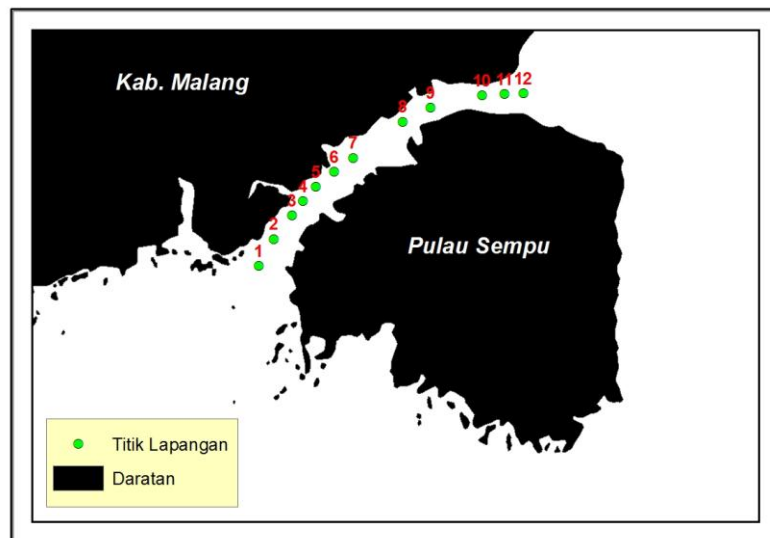 Kab. Malang
10 11 12
9
8
7
6
5
4
3
2
1
Pulau Sempu
Titik Lapangan
Daratan